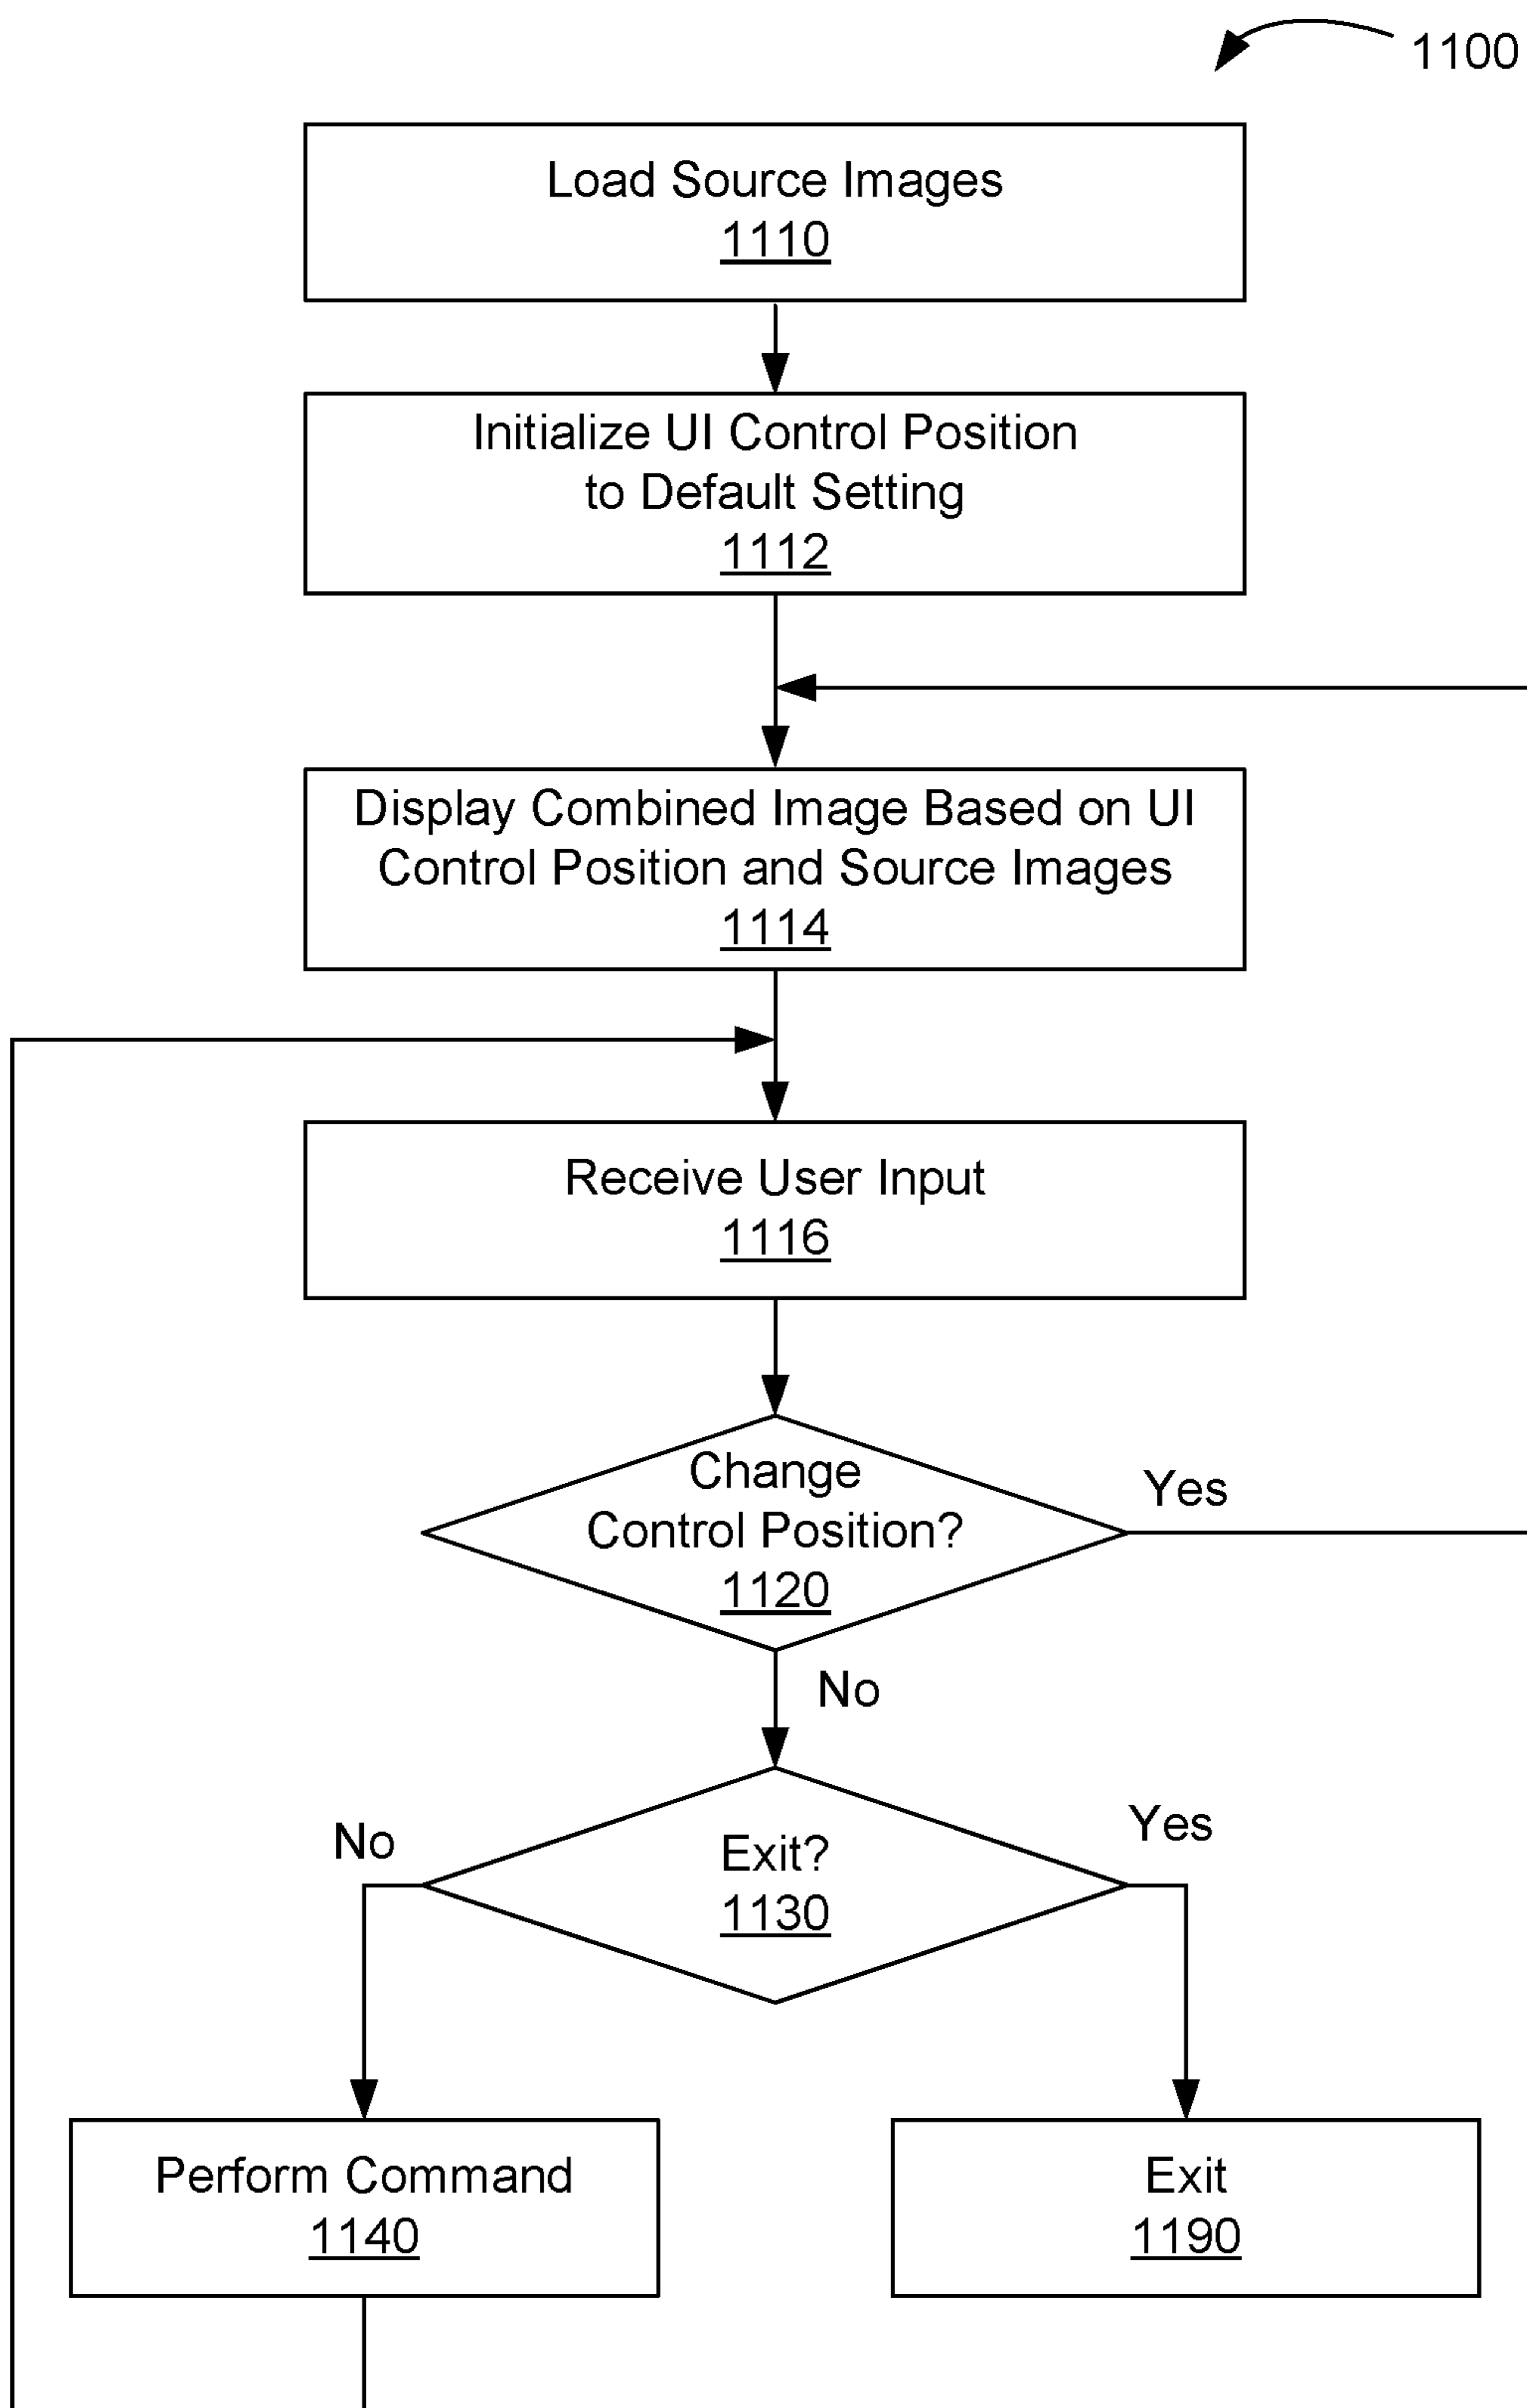 1100
Load Source Images
1110
Initialize UI Control Position
to Default Setting
1112
Display Combined Image Based on UI
Control Position and Source Images
1114
Receive User Input
1116
Change
Control Position?
1120
Yes
No
Exit?
1130
No
Yes
Perform Command
1140
Exit
1190